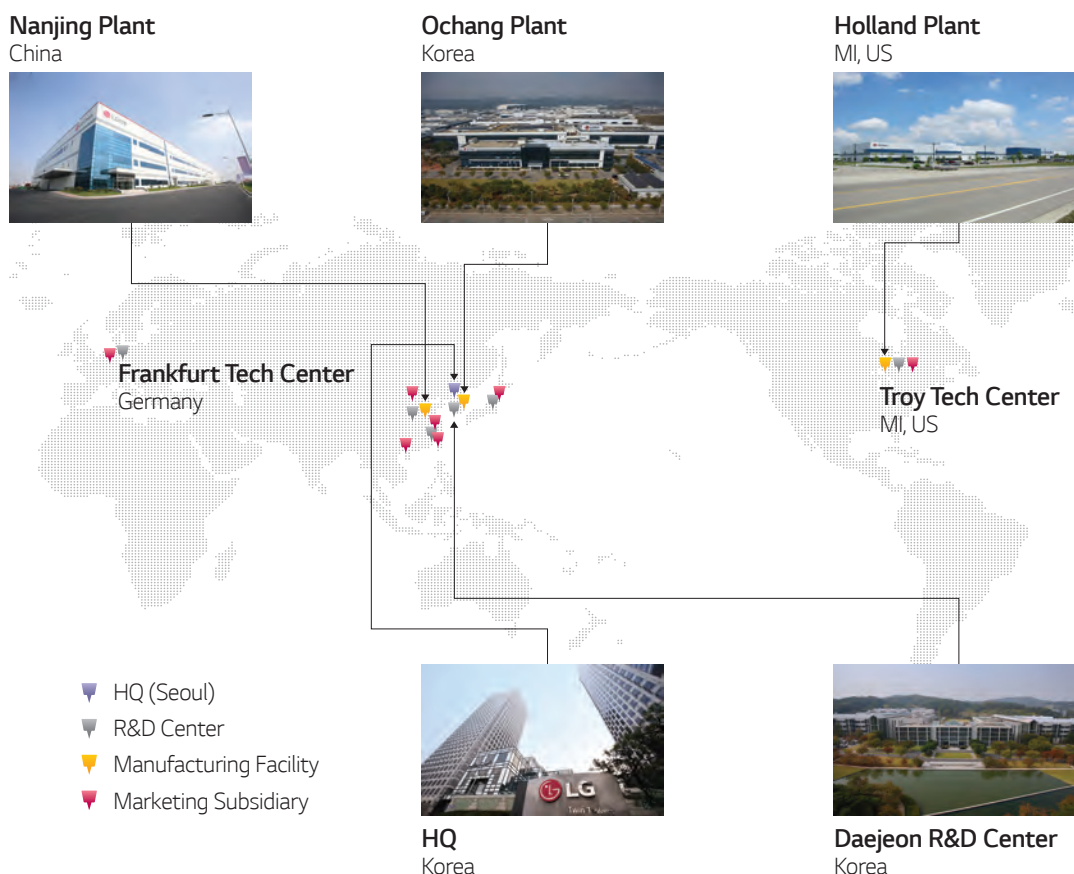 Nanjing Plant
China
Ochang Plant
Korea
Holland Plant
MI, US
Frankfurt Tech Center
Germany
Troy Tech Center
MI, US
HQ (Seoul)
R&D Center
Manufacturing Facility
Marketing Subsidiary
LG
HQ
Korea
Daejeon R&D Center
Korea